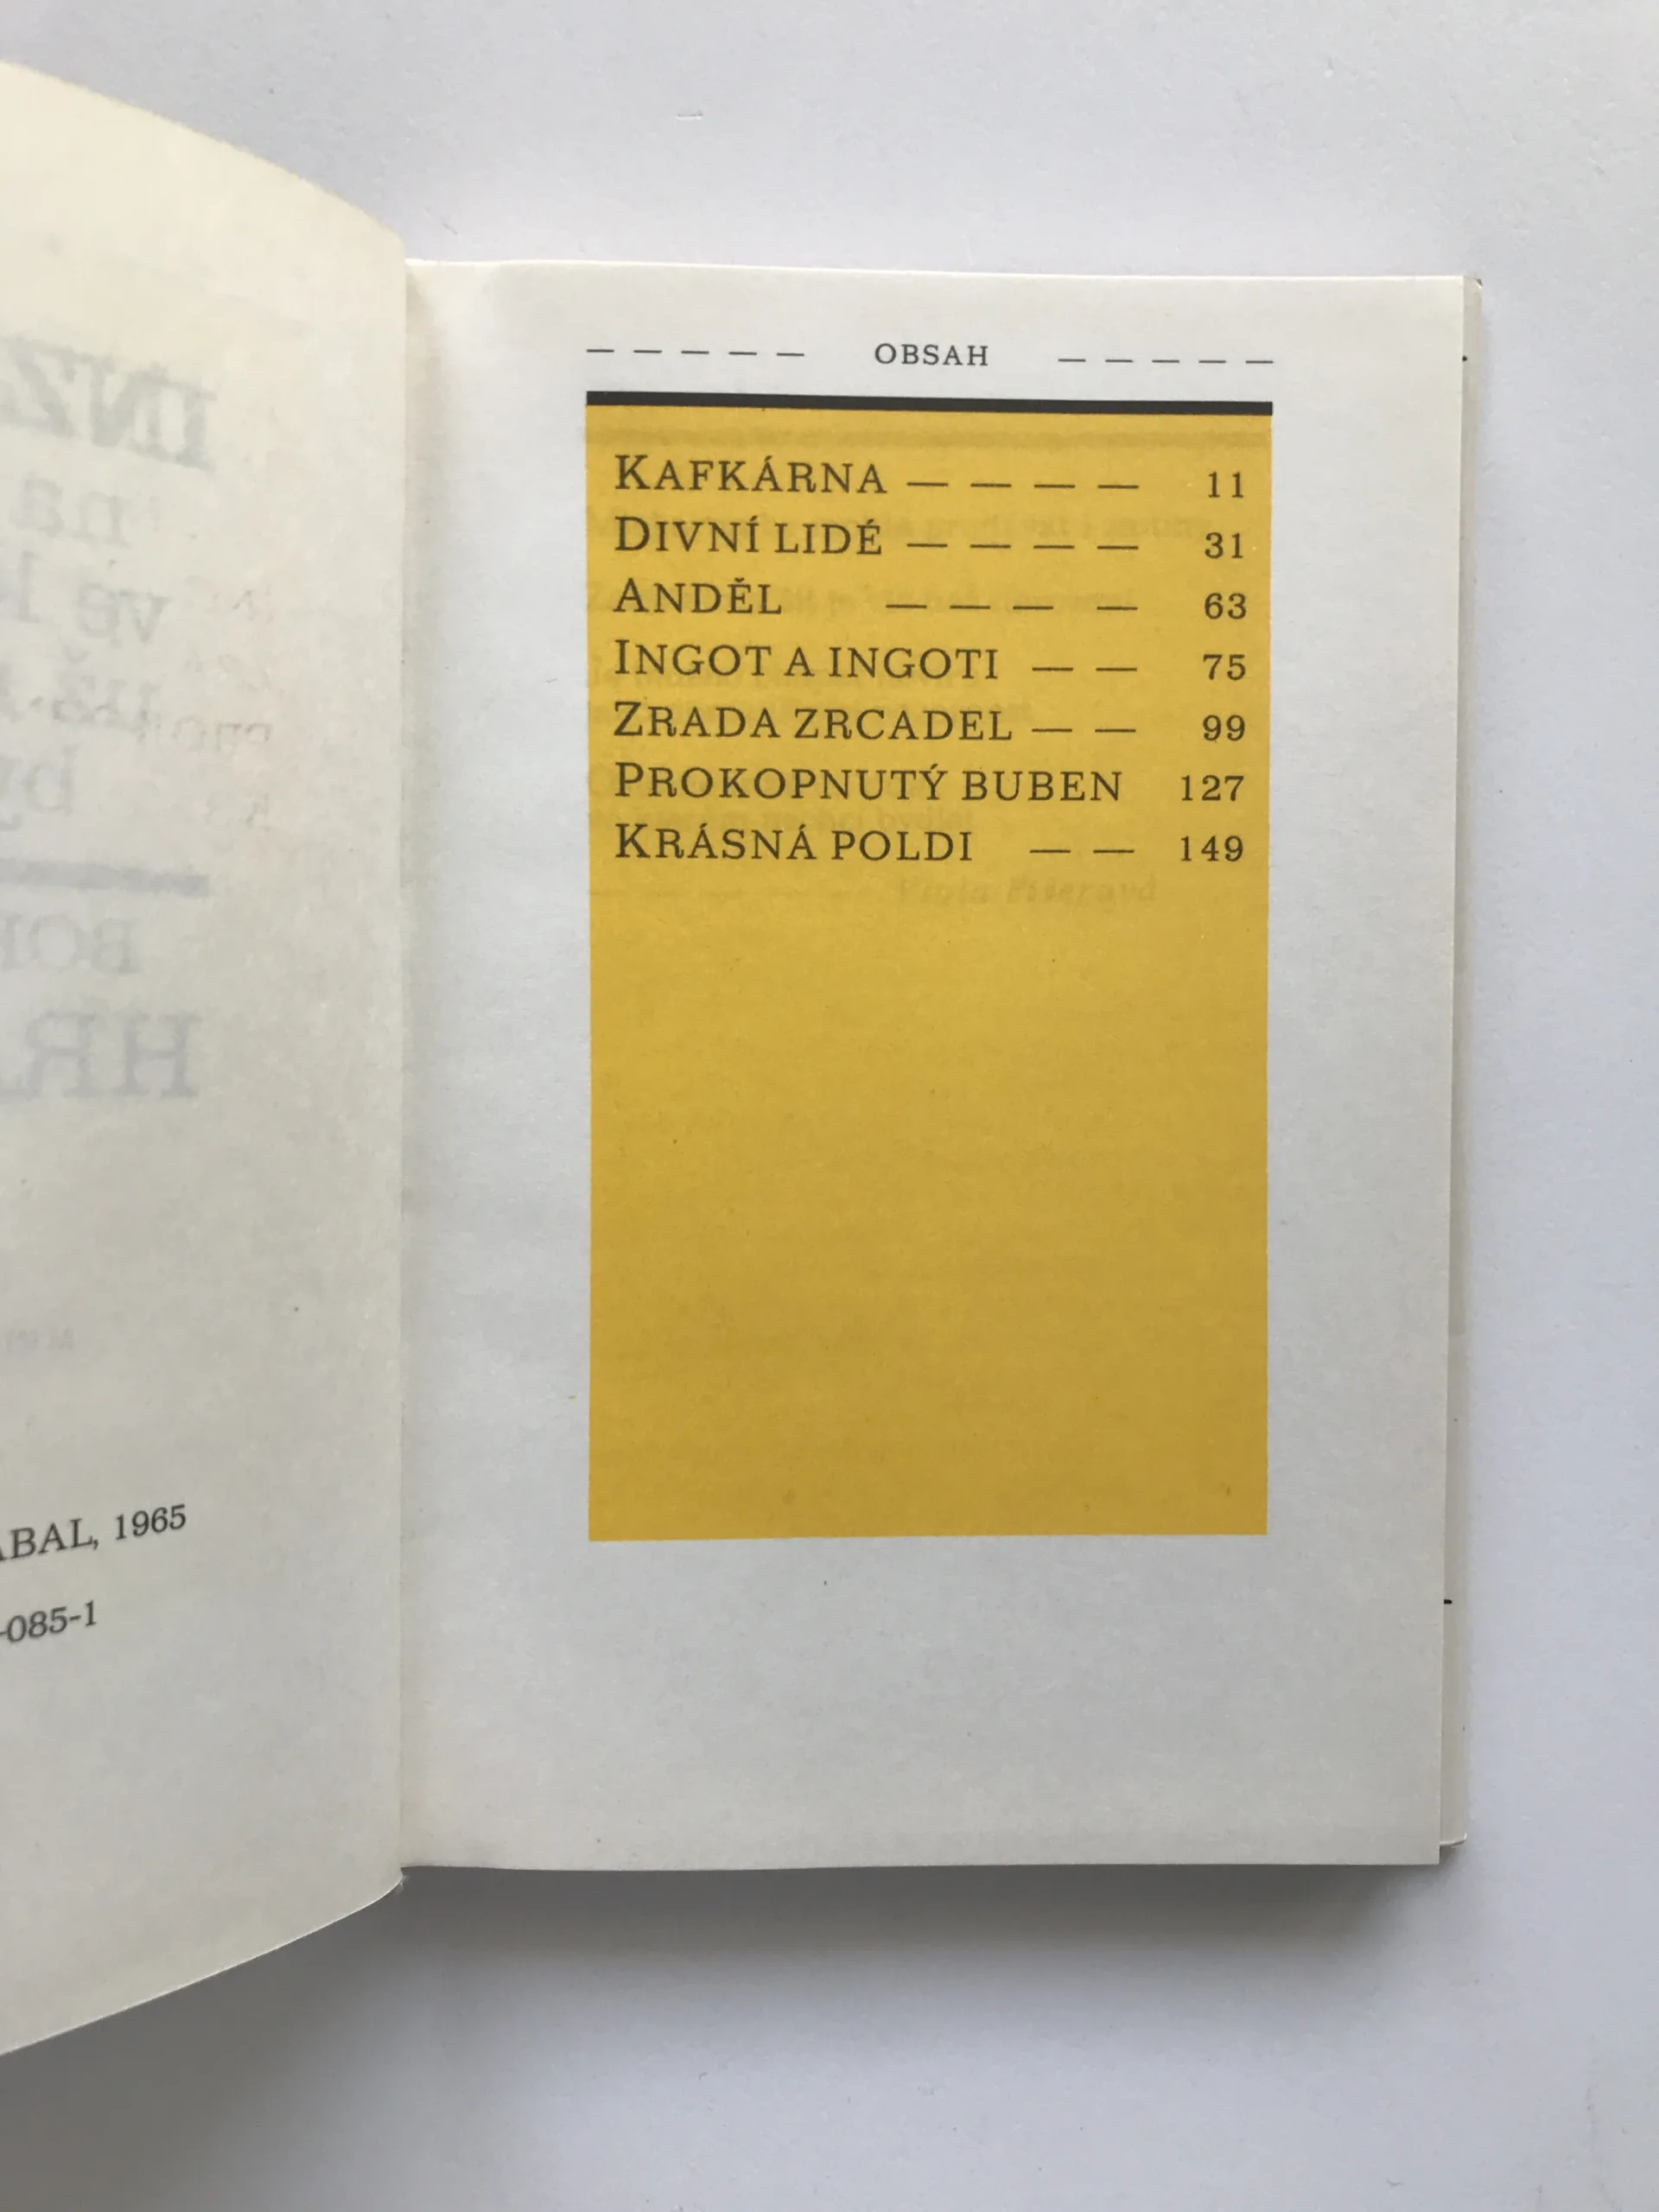 ABAL, 1965
-085-1
— — — — — OBSAH — — — — —
KAFKÁRNA — — — — 11
DIVNÍ LIDÉ — — — — 31
ANDĚL — — — — 63
INGOT A INGOTI — — 75
ZRADA ZRCADEL — — 99
PROKOPNUTÝ BUBEN 127
KRÁSNÁ POLDI — — 149